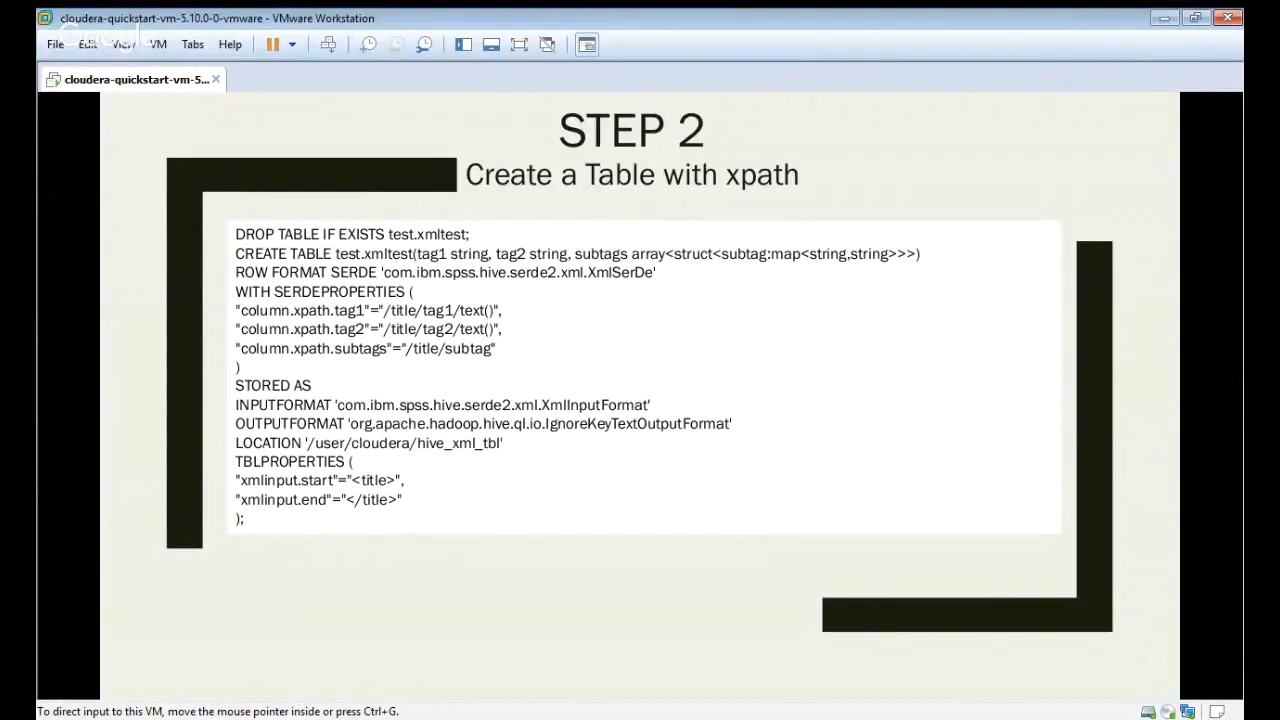 cloudera-quickstart-vm-5.10.0-0-vmware - VMware Workstation
Google
File Edit View VM Tabs Help
cloudera-quickstart-vm-5...
STEP 2
Create a Table with xpath
DROP TABLE IF EXISTS test.xmltest;
CREATE TABLE test.xmltest(tag1 string, tag2 string, subtags array<struct<subtag:map<string,string>>>)
ROW FORMAT SERDE 'com.ibm.spss.hive.serde2.xml.XmlSerDe'
WITH SERDEPROPERTIES (
"column.xpath.tag1"="/title/tag1/text()",
"column.xpath.tag2"="/title/tag2/text()",
"column.xpath.subtags"="/title/subtag"
)
STORED AS
INPUTFORMAT 'com.ibm.spss.hive.serde2.xml.XmlInputFormat'
OUTPUTFORMAT 'org.apache.hadoop.hive.ql.io.IgnoreKeyTextOutputFormat'
LOCATION '/user/cloudera/hive_xml_tbl'
TBLPROPERTIES (
"xmlinput.start"="<title>",
"xmlinput.end"="</title>"
);
To direct input to this VM, move the mouse pointer inside or press Ctrl+G.